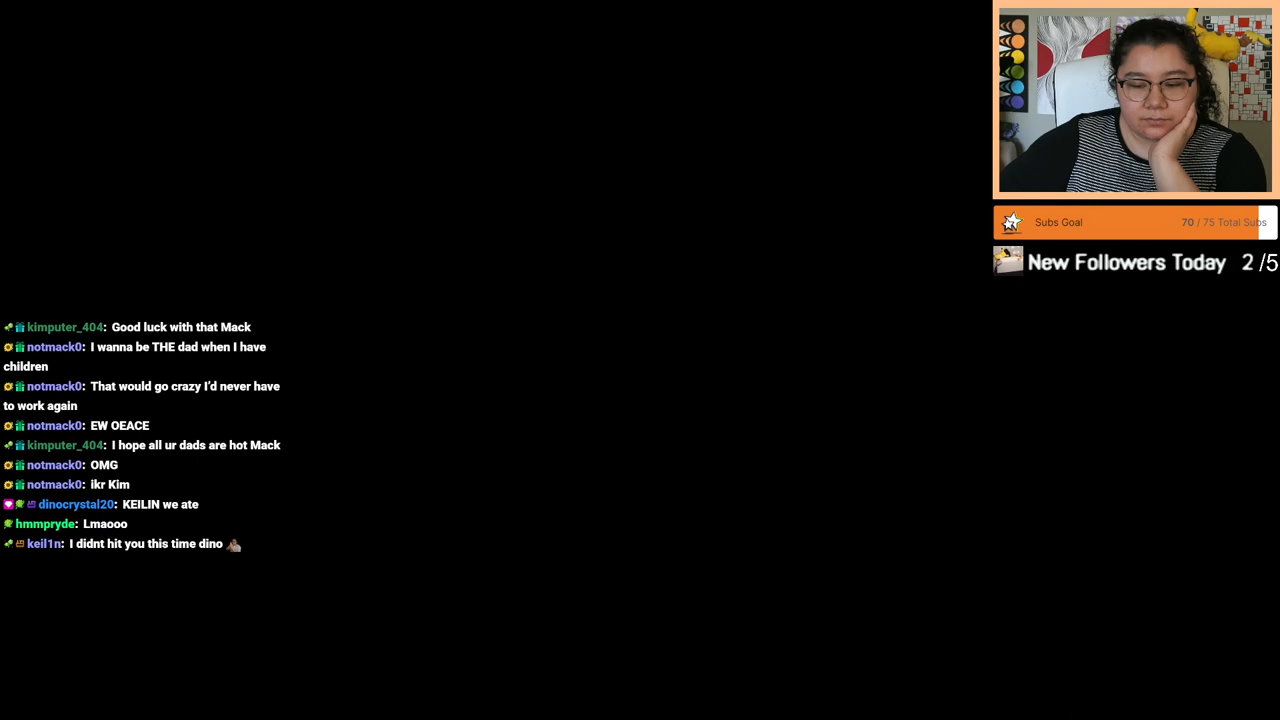 Subs Goal
70 / 75 Total Subs
New Followers Today 2 /5
kimputer_404: Good luck with that Mack
notmack0: I wanna be THE dad when I have
children
notmack0: That would go crazy I'd never have
to work again
notmack0: EW OEACE
kimputer_404: I hope all ur dads are hot Mack
notmack0: OMG
notmack0: ikr Kim
dinocrystal20: KEILIN we ate
hmmpryde: Lmaooo
keil1n: I didnt hit you this time dino